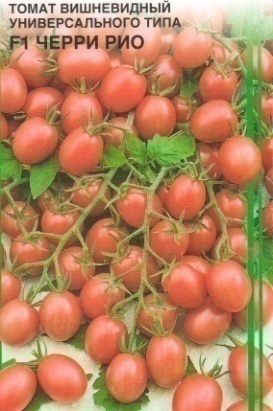 ТОМАТ ВИШНЕВИДНЫЙ
УНИВЕРСАЛЬНОГО ТИПА
F1 ЧЕРРИ РИО